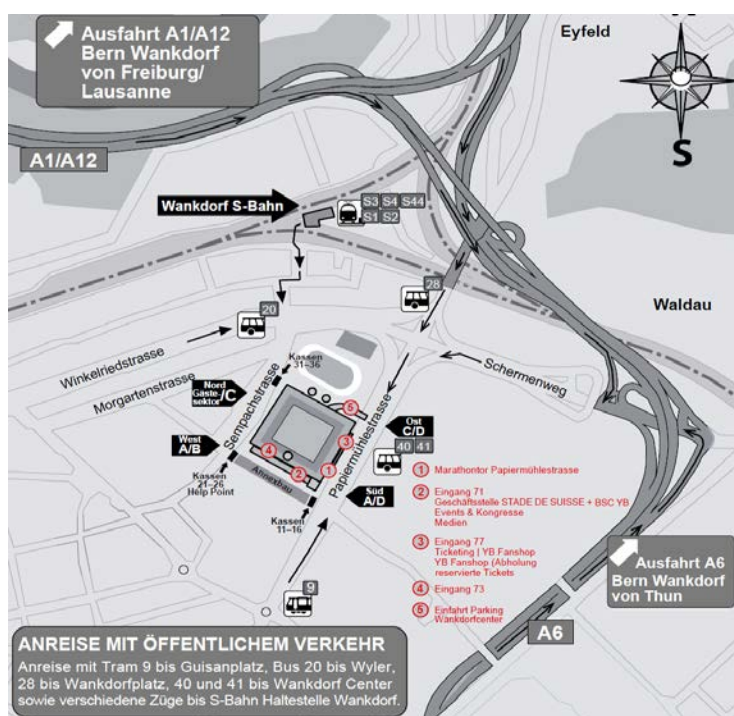 Ausfahrt A1/A12
Bern Wankdorf
von Freiburg/
Lausanne
Eyfeld
S
A1/A12
Wankdorf S-Bahn
S3 S4 S44
S1 S2
28
20
Waldau
Winkelriedstrasse
Morgartenstrasse
Kassen
31–36
Schermenweg
Nord
Gäste-
sektor/C
Sempachstrasse
Papiermühlestrasse
5
Ost
C/D
West
A/B
40 41
4
3
2
1
Annexbau
Kassen
21–26
Help Point
Süd
A/D
Kassen
11–16
1 Marathontor Papiermühlestrasse
2 Eingang 71
Geschäftsstelle STADE DE SUISSE + BSC YB
Events & Kongresse
Medien
3 Eingang 77
Ticketing | YB Fanshop
YB Fanshop (Abholung
reservierte Tickets
4 Eingang 73
5 Einfahrt Parking
Wankdorfcenter
Ausfahrt A6
Bern Wankdorf
von Thun
9
A6
ANREISE MIT ÖFFENTLICHEM VERKEHR
Anreise mit Tram 9 bis Guisanplatz, Bus 20 bis Wyler,
28 bis Wankdorfplatz, 40 und 41 bis Wankdorf Center
sowie verschiedene Züge bis S-Bahn Haltestelle Wankdorf.